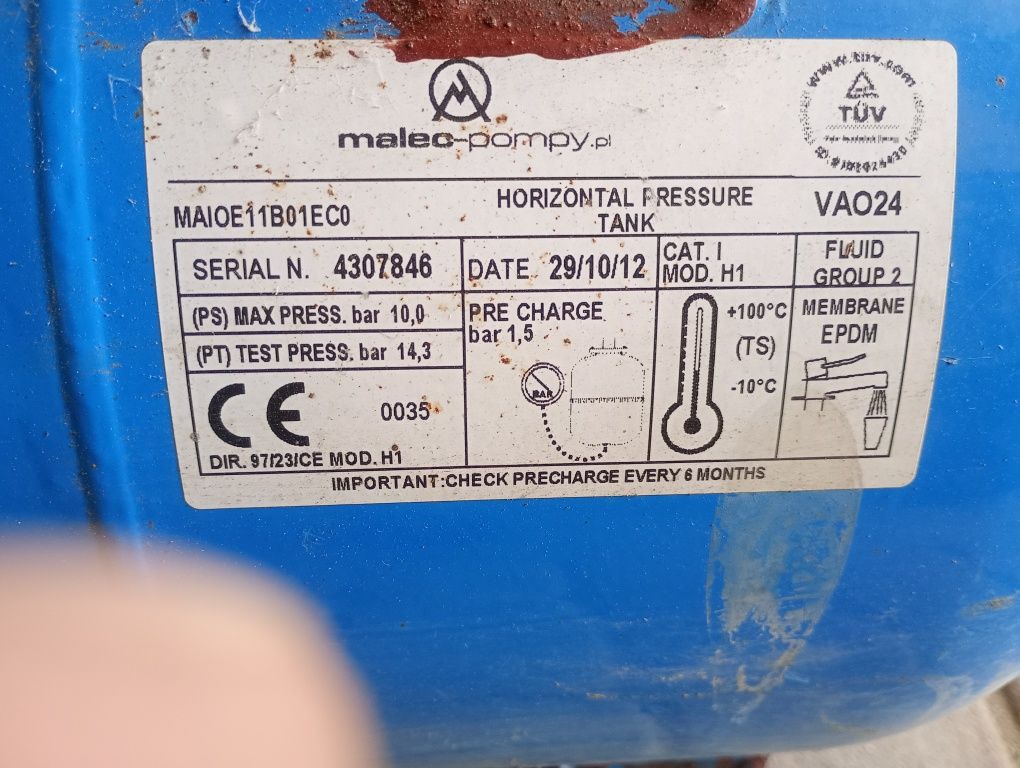 malec-pompy.pl
www.tuv.com
TÜV
MAIOE11B01EC0
HORIZONTAL PRESSURE
TANK
VAO24
SERIAL N. 4307846
DATE 29/10/12
CAT. I
MOD. H1
FLUID
GROUP 2
(PS) MAX PRESS. bar 10,0
(PT) TEST PRESS. bar 14,3
PRE CHARGE
bar 1,5
BAR
+100°C
(TS)
-10°C
MEMBRANE
EPDM
CE 0035
DIR. 97/23/CE MOD. H1
IMPORTANT:CHECK PRECHARGE EVERY 6 MONTHS